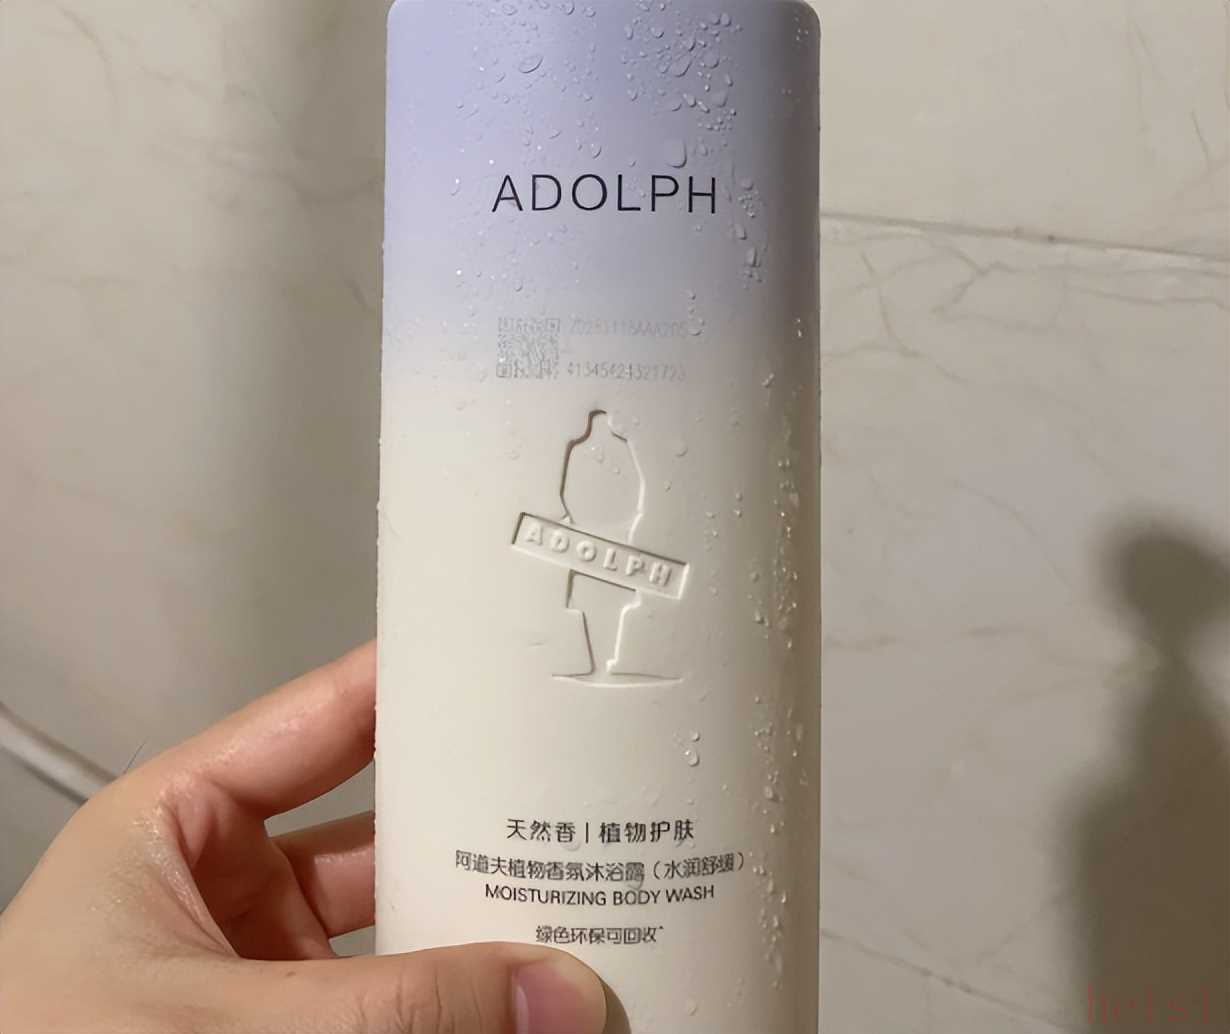 ADOLPH
41345424321723
ADOLPH
天然香 | 植物护肤
阿道夫植物香氛沐浴露（水润舒缓）
MOISTURIZING BODY WASH
绿色环保可回收*